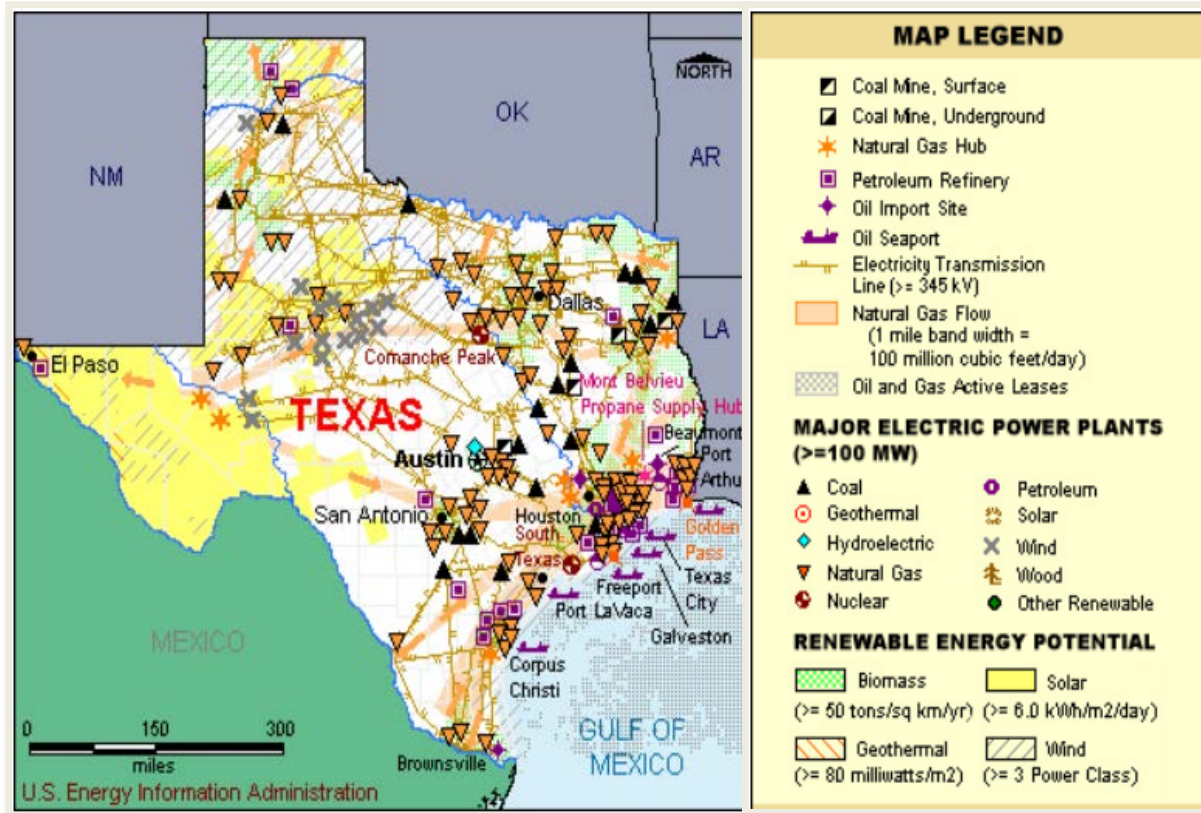 NORTH
OK
AR
NM
LA
Dallas
El Paso
Comanche Peak
TEXAS
Mont Belvieu
Propane Supply Hub
Beaumont
Port
Arthur
Austin
San Antonio
Houston
South
Texas
Golden
Pass
Freeport
Texas
City
Port LaVaca
Galveston
MEXICO
Corpus
Christi
GULF OF
MEXICO
Brownsville
0 150 300
miles
U.S. Energy Information Administration
MAP LEGEND
Coal Mine, Surface
Coal Mine, Underground
Natural Gas Hub
Petroleum Refinery
Oil Import Site
Oil Seaport
Electricity Transmission
Line (>= 345 kV)
Natural Gas Flow
(1 mile band width =
100 million cubic feet/day)
Oil and Gas Active Leases
MAJOR ELECTRIC POWER PLANTS
(>=100 MW)
Coal
Petroleum
Geothermal
Solar
Hydroelectric
Wind
Natural Gas
Wood
Nuclear
Other Renewable
RENEWABLE ENERGY POTENTIAL
Biomass
Solar
(>= 50 tons/sq km/yr) (>= 6.0 kWh/m2/day)
Geothermal
Wind
(>= 80 milliwatts/m2) (>= 3 Power Class)